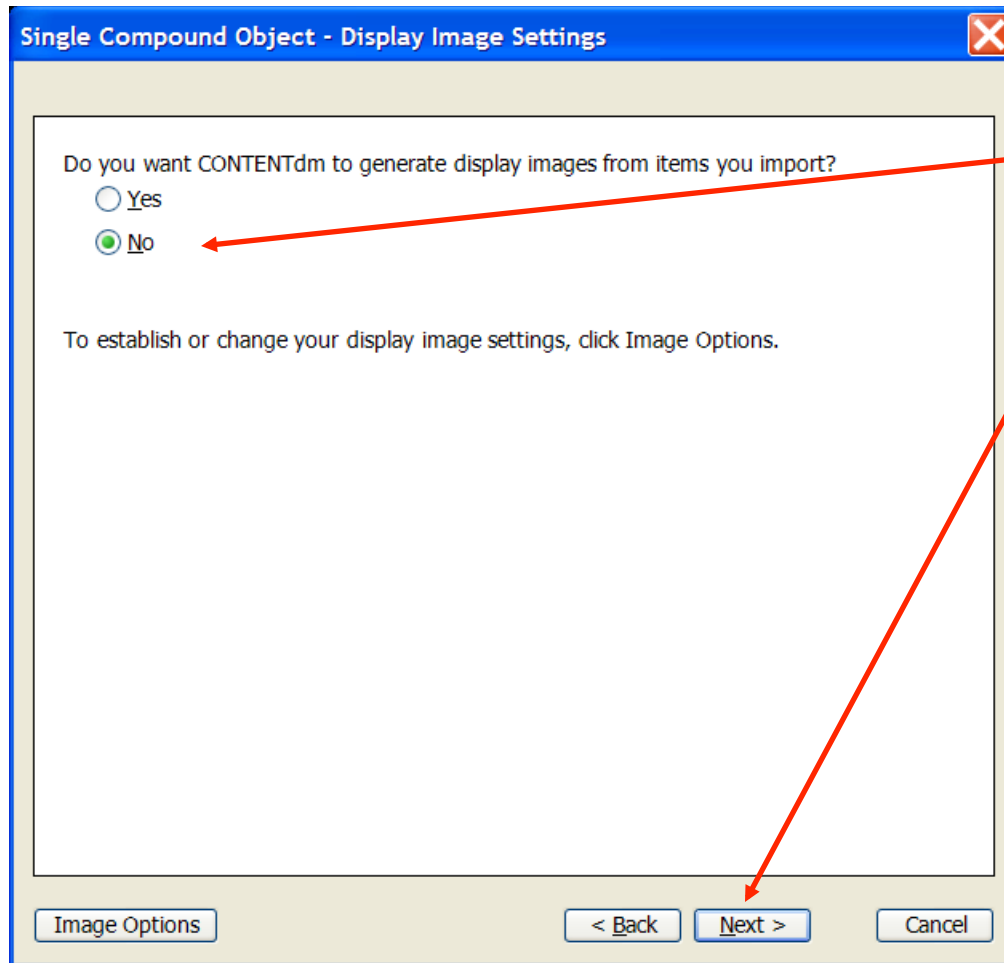 Single Compound Object - Display Image Settings
Do you want CONTENTdm to generate display images from items you import?
Yes
No
To establish or change your display image settings, click Image Options.
Image Options
< Back
Next >
Cancel